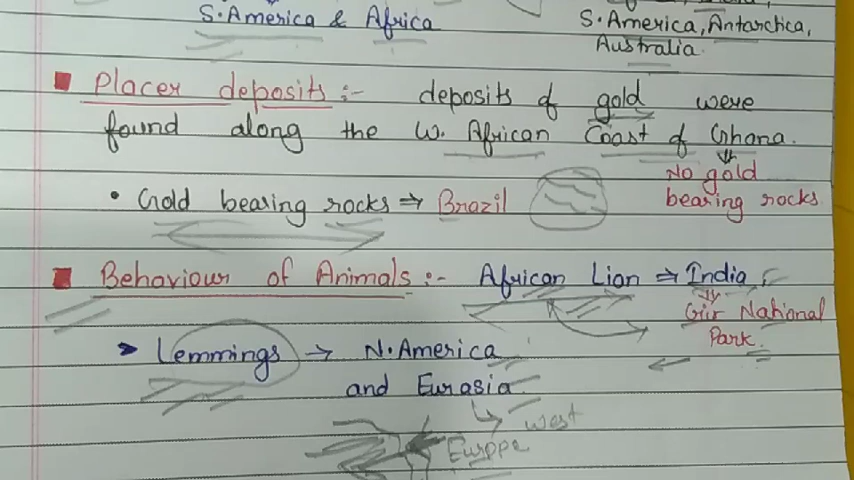 S.America & Africa
S.America, Antarctica,
Australia.
Placer deposits :- deposits of gold were
found along the W. African Coast of Ghana.
No gold
bearing rocks
• Gold bearing rocks ⇒ Brazil
Behaviour of Animals :- African Lion ⇒ India,
Gir National
Park.
➤ Lemmings → N.America
and Eurasia
west
Europe